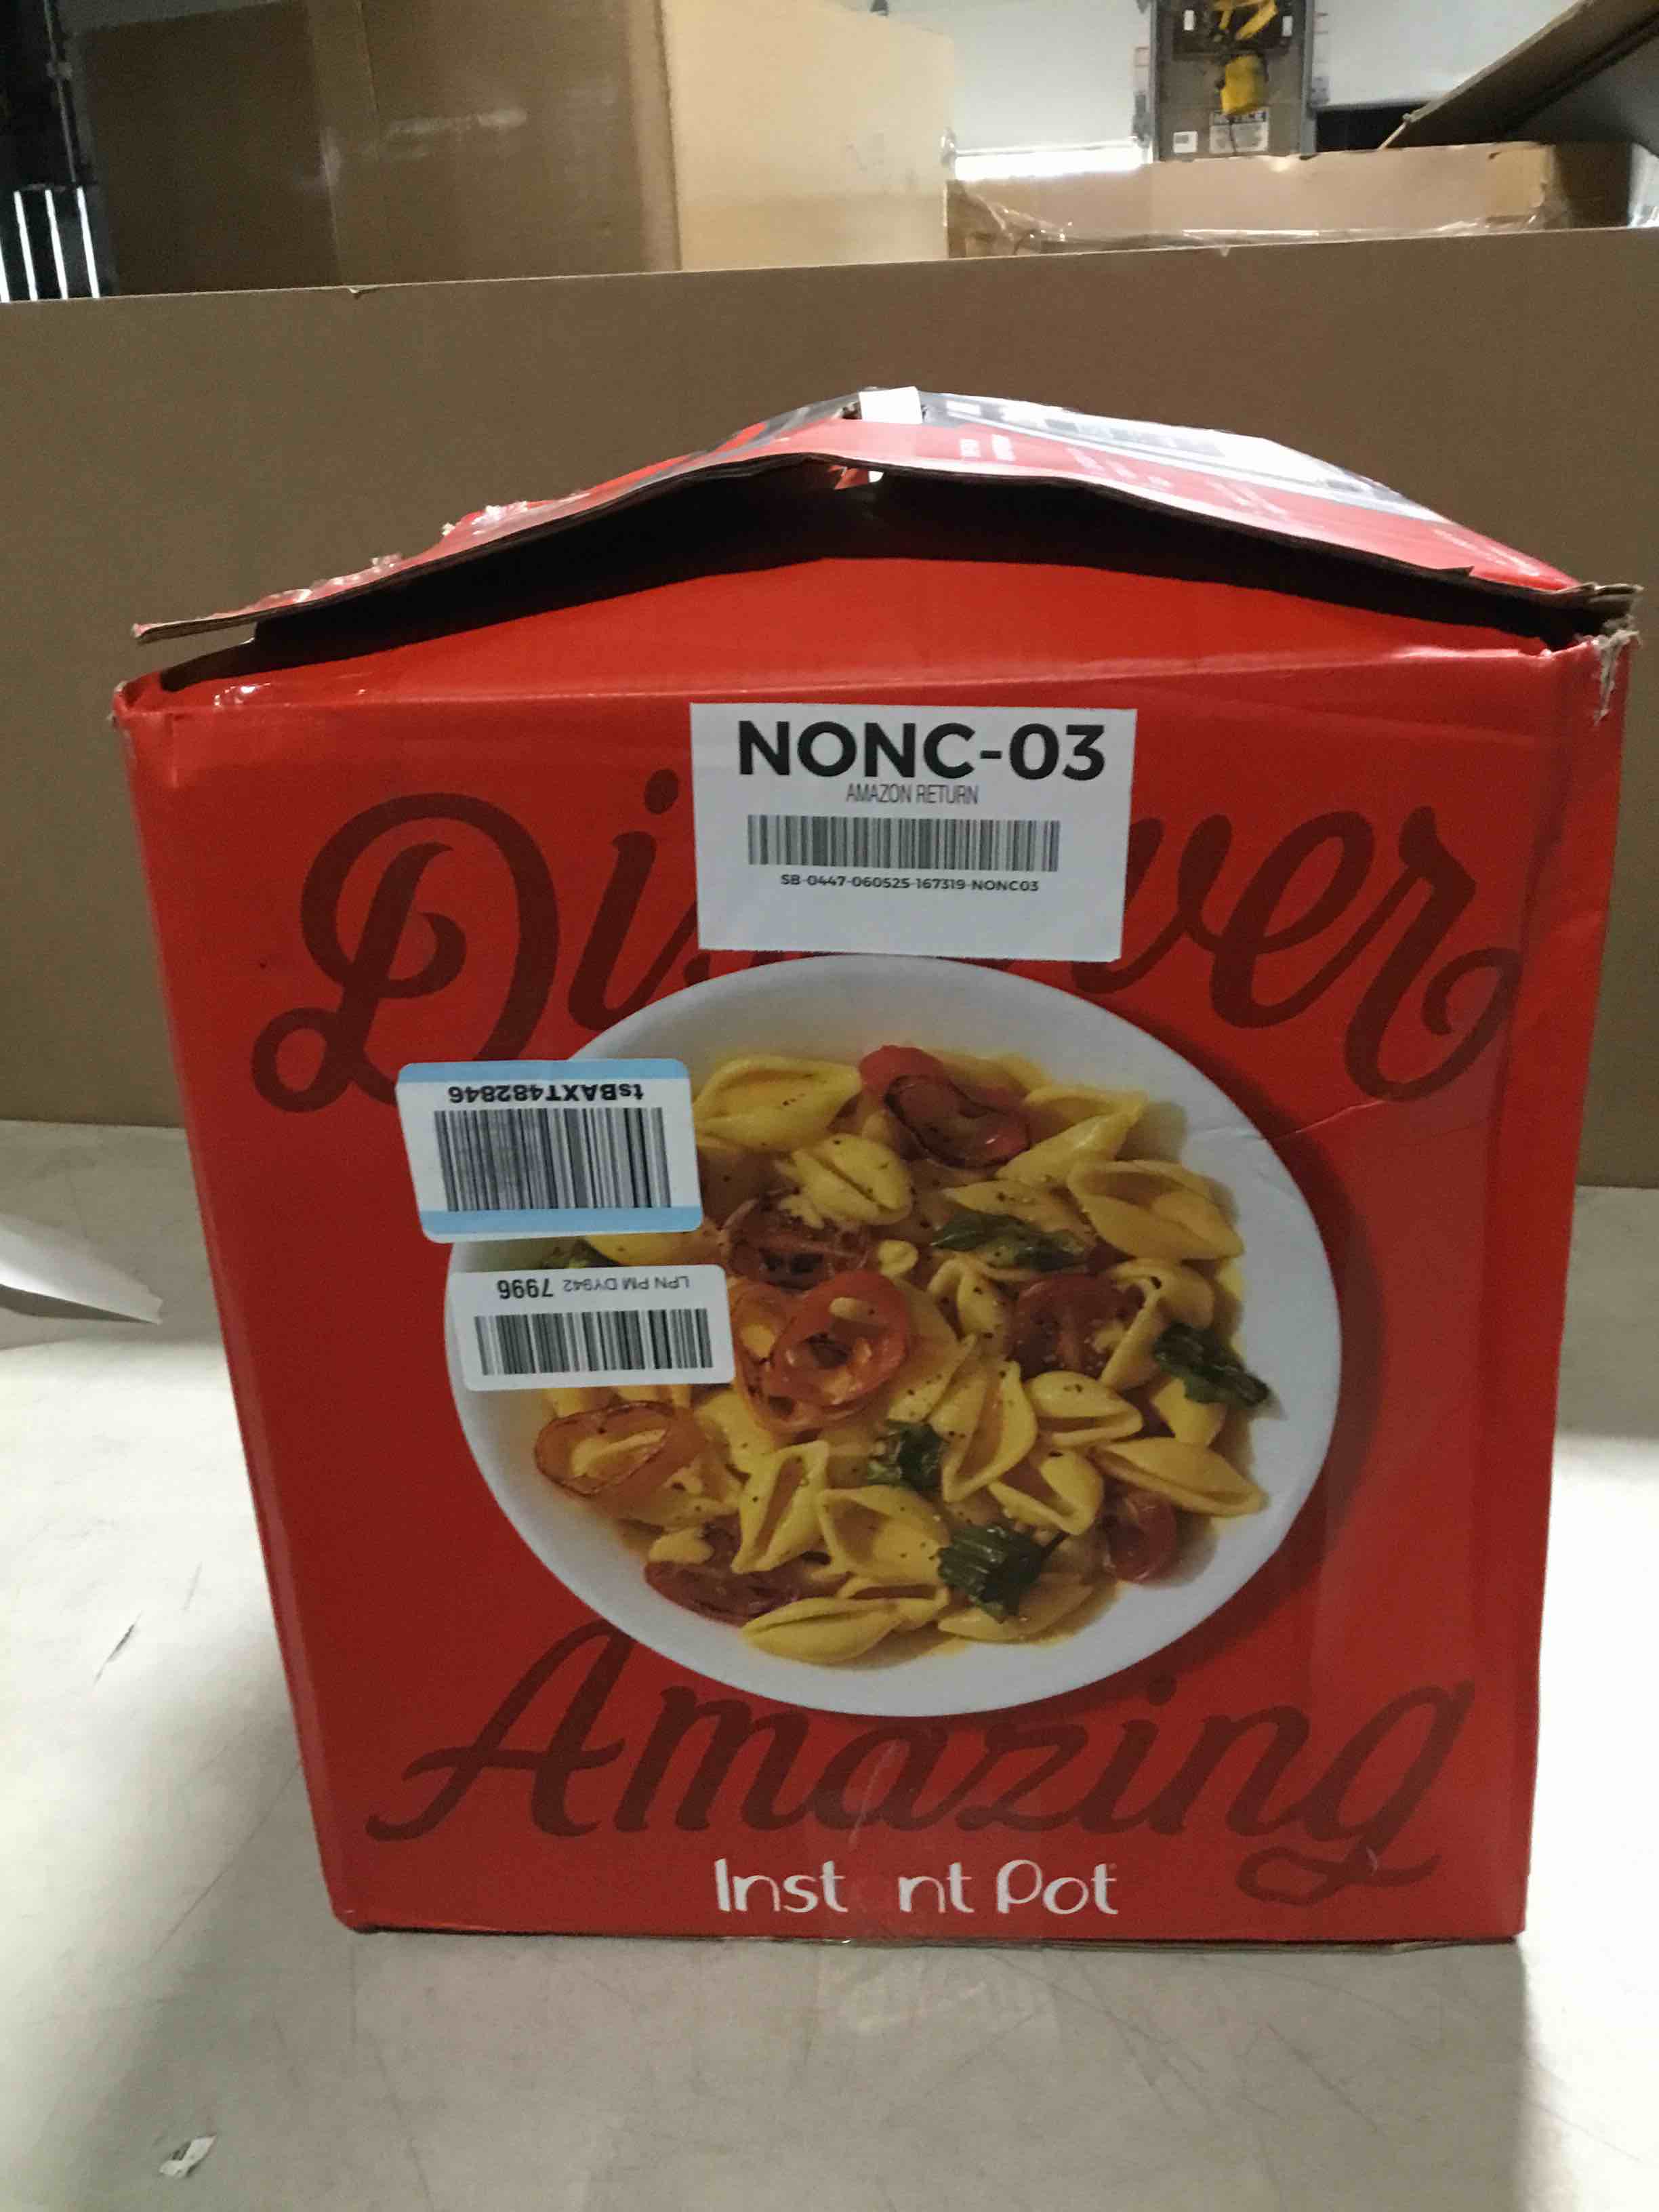 NONC-03
AMAZON RETURN
SB-0447-060525-167319-NONC03
tsBAXT482846
LPN PM DY942 7996
Amazing
Inst nt Pot